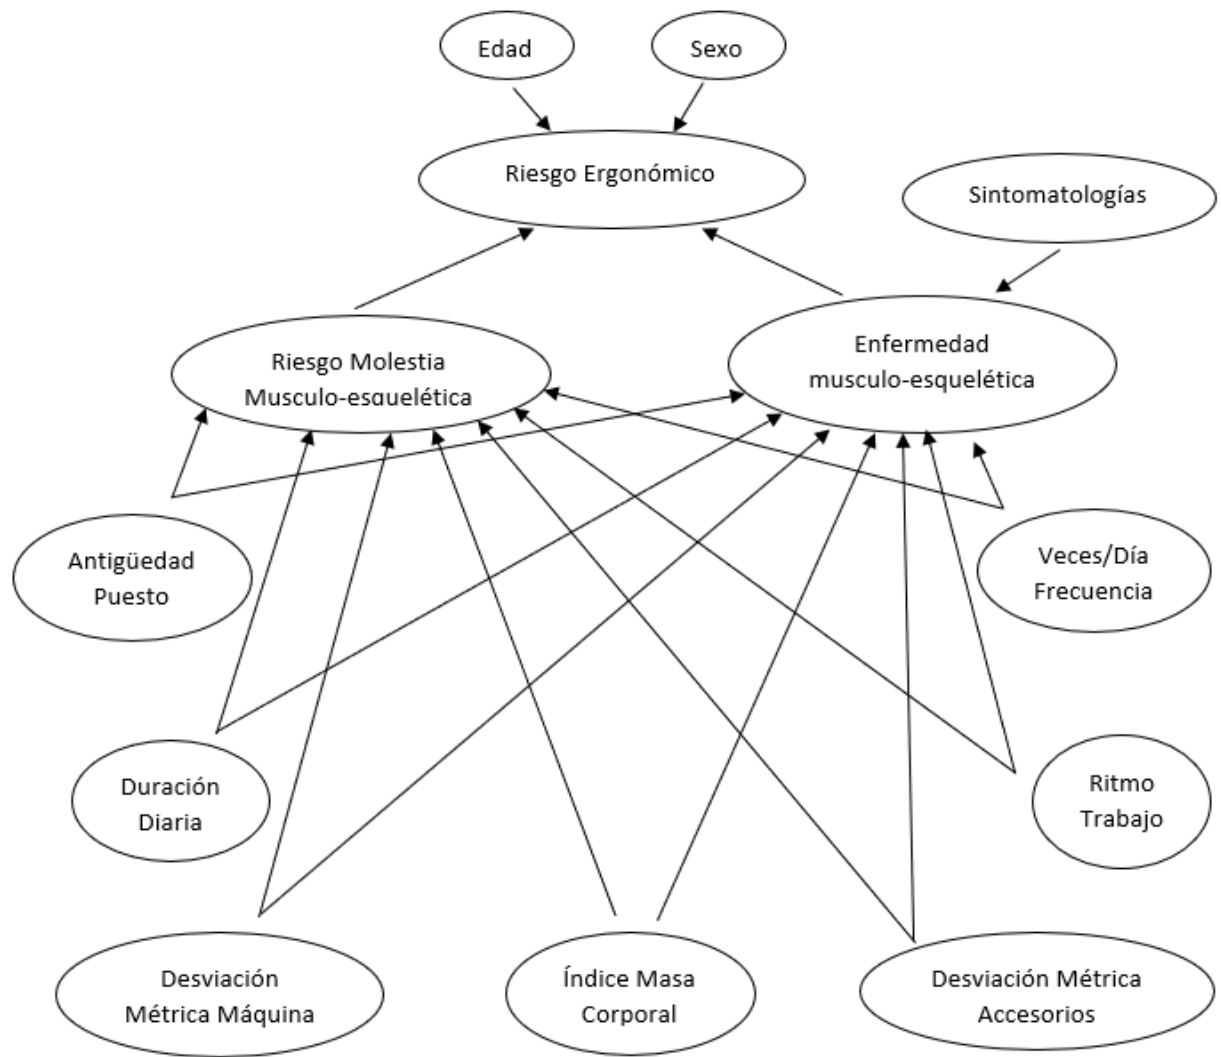 Edad
Sexo
Riesgo Ergonómico
Sintomatologías
Riesgo Molestia
Musculo-esquelética
Enfermedad
musculo-esquelética
Antigüedad
Puesto
Veces/Día
Frecuencia
Duración
Diaria
Ritmo
Trabajo
Desviación
Métrica Máquina
Índice Masa
Corporal
Desviación Métrica
Accesorios